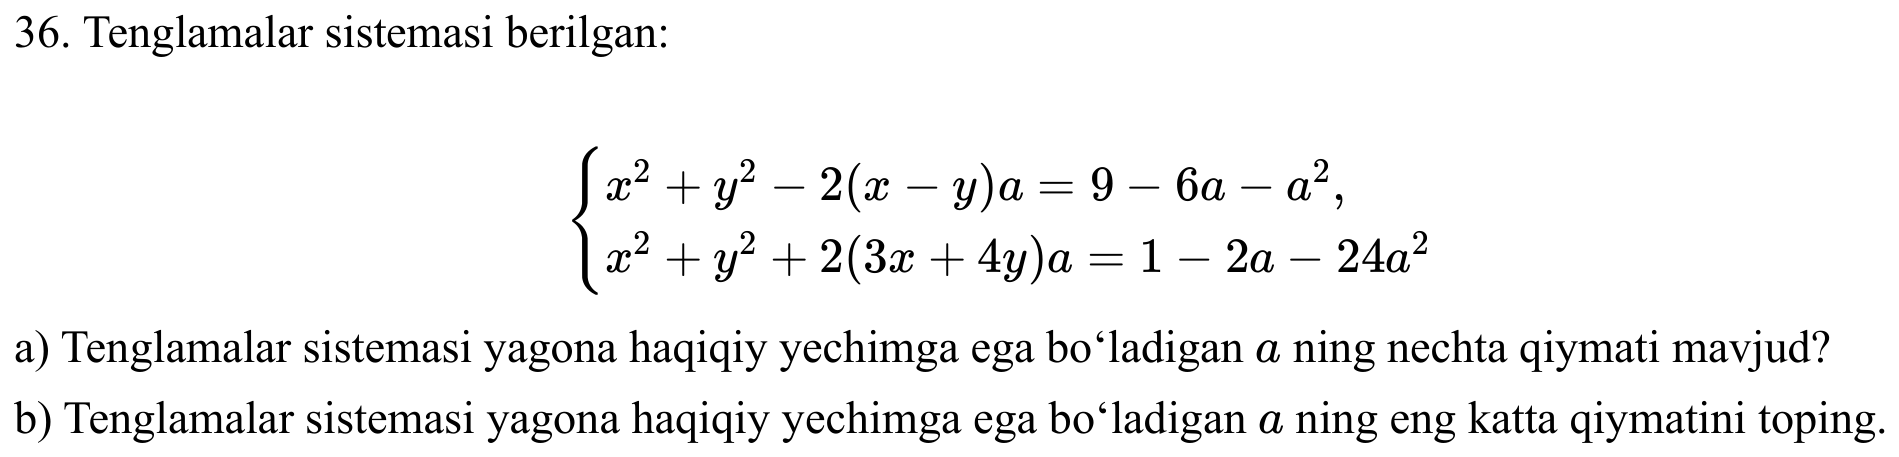 36. Tenglamalar sistemasi berilgan:
x² + y² − 2(x − y)a = 9 − 6a − a²,
x² + y² + 2(3x + 4y)a = 1 − 2a − 24a²
a) Tenglamalar sistemasi yagona haqiqiy yechimga ega bo‘ladigan a ning nechta qiymati mavjud?
b) Tenglamalar sistemasi yagona haqiqiy yechimga ega bo‘ladigan a ning eng katta qiymatini toping.